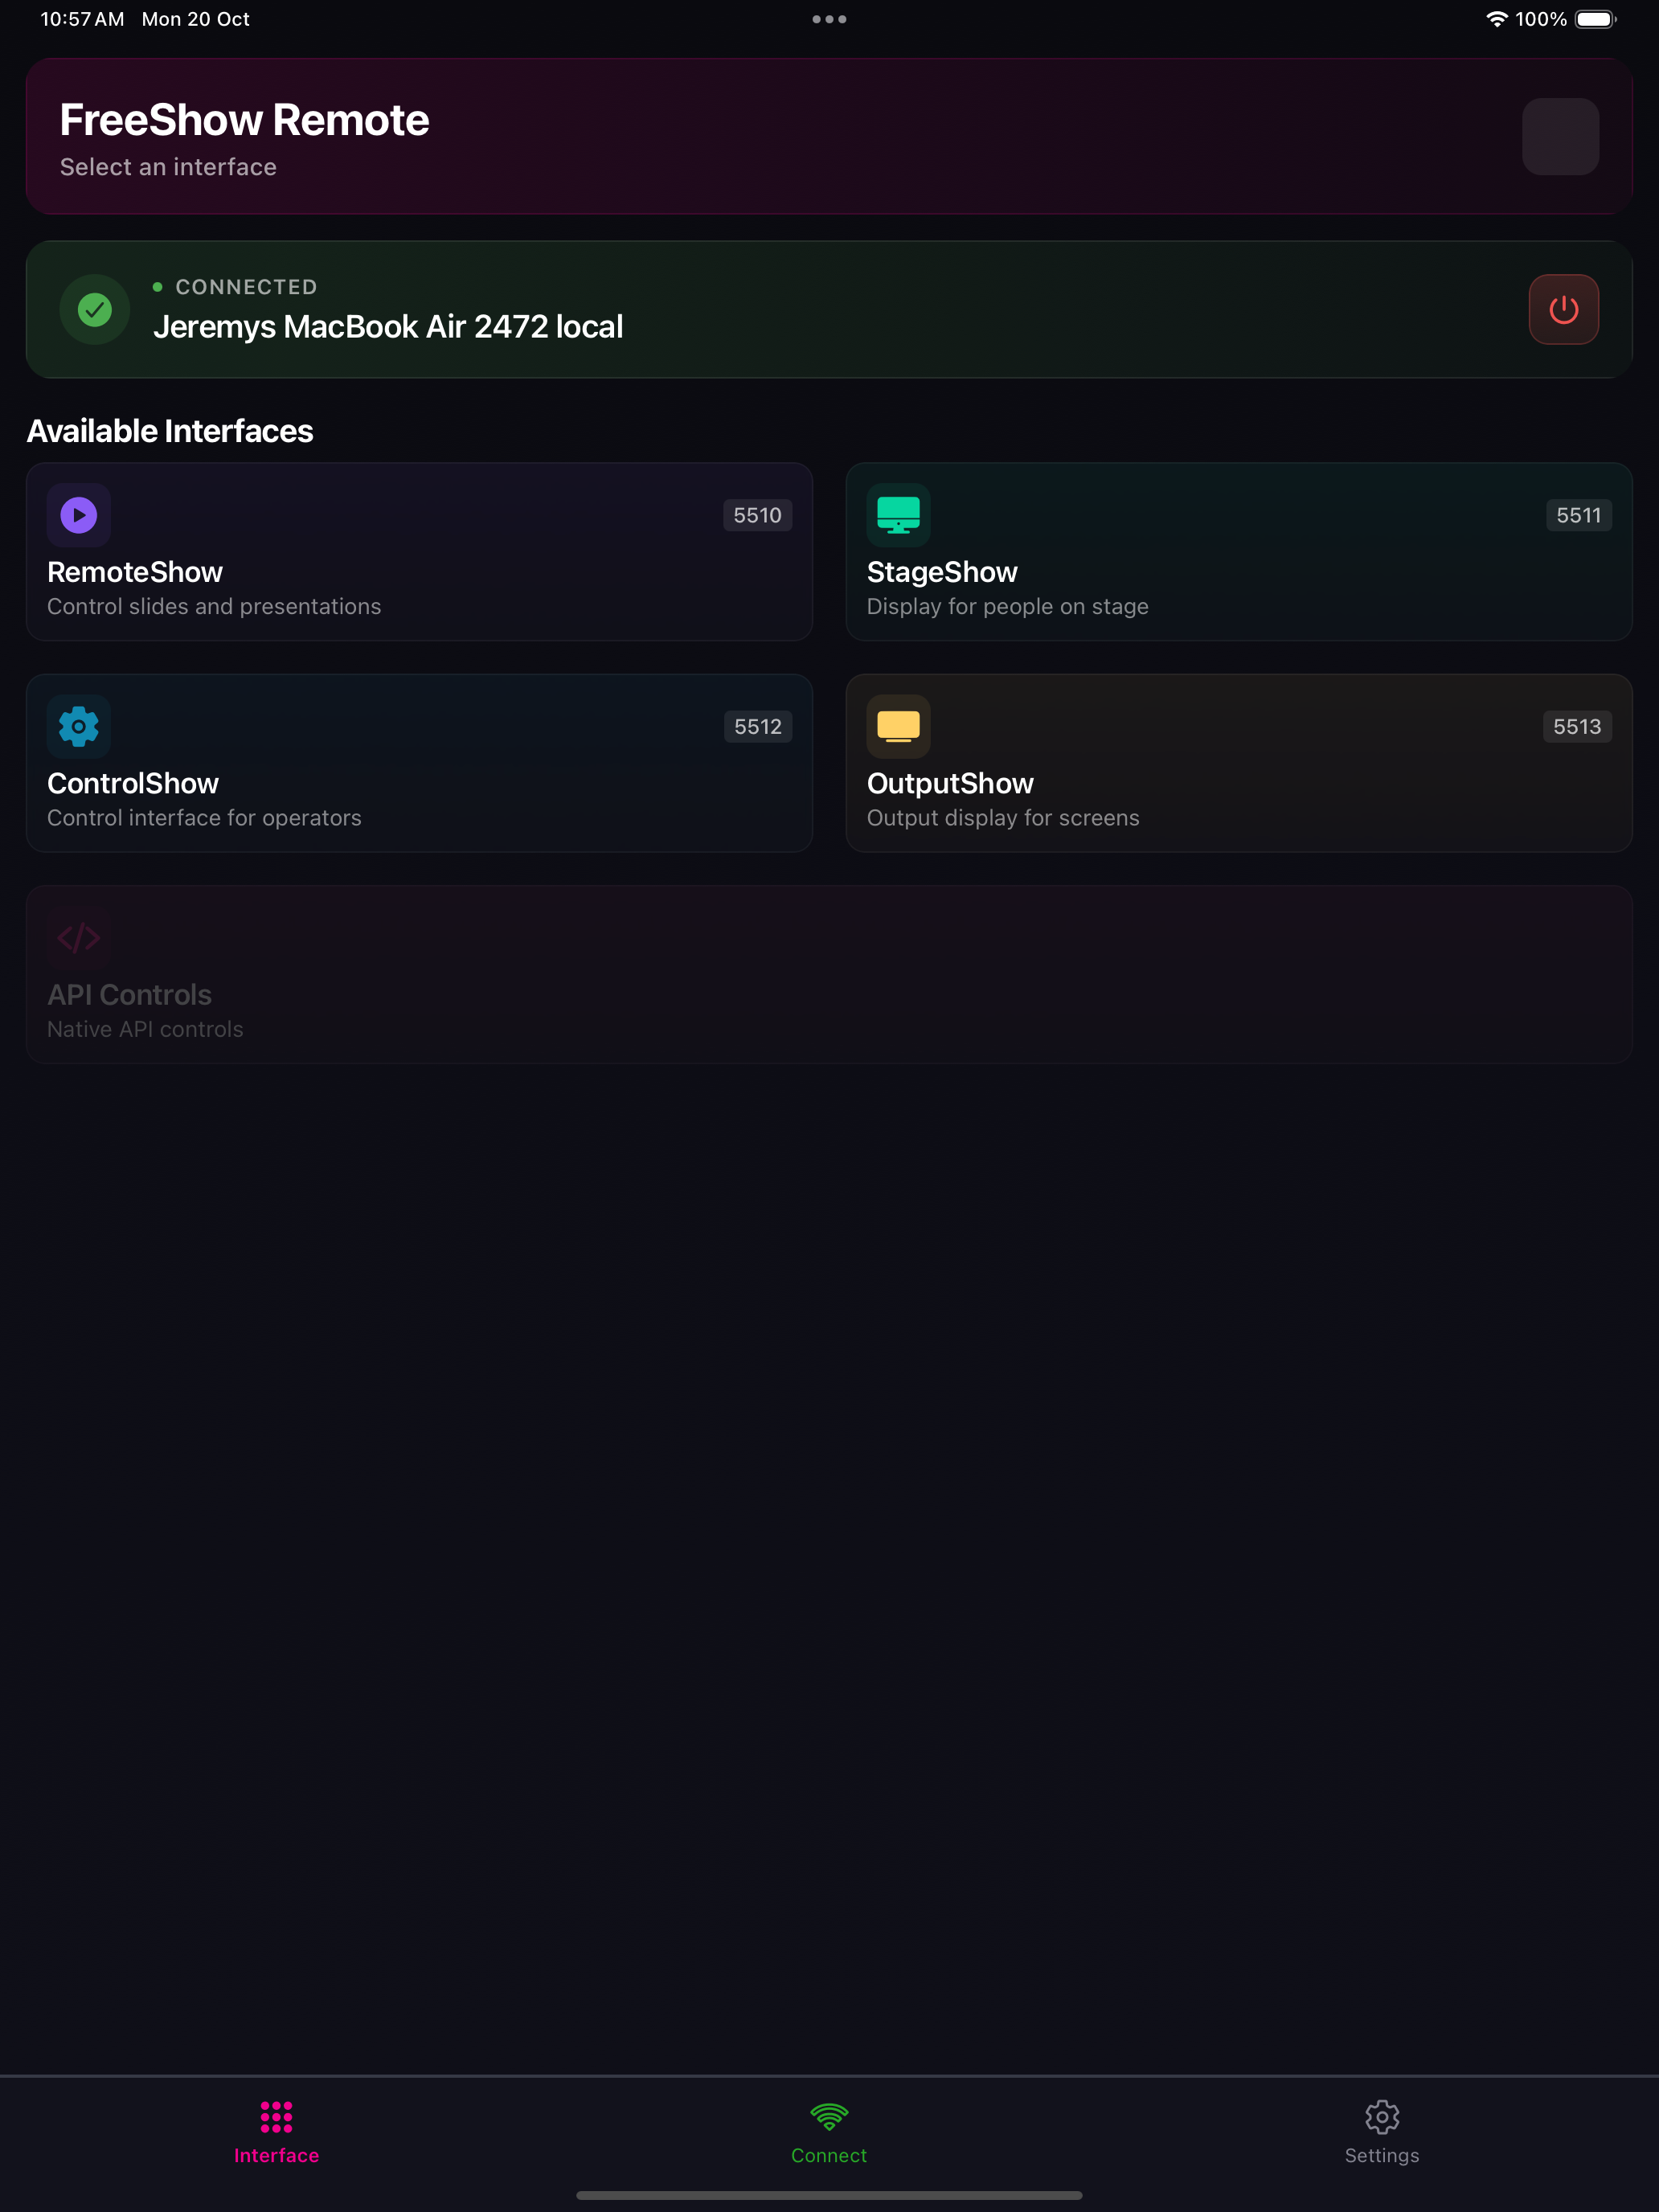 10:57 AM Mon 20 Oct
100%
FreeShow Remote
Select an interface
CONNECTED
Jeremys MacBook Air 2472 local
Available Interfaces
5510
RemoteShow
Control slides and presentations
5511
StageShow
Display for people on stage
5512
ControlShow
Control interface for operators
5513
OutputShow
Output display for screens
API Controls
Native API controls
Interface
Connect
Settings